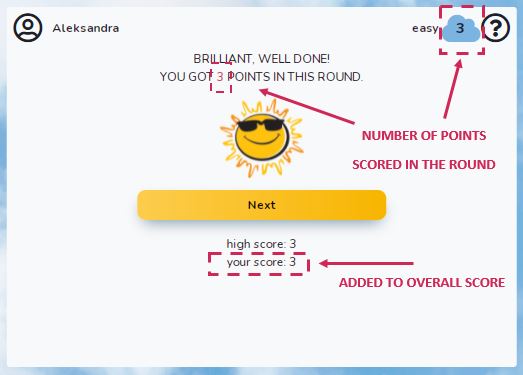 Aleksandra
easy 3 ?
BRILLIANT, WELL DONE!
YOU GOT 3 POINTS IN THIS ROUND.
NUMBER OF POINTS
SCORED IN THE ROUND
Next
high score: 3
your score: 3
ADDED TO OVERALL SCORE